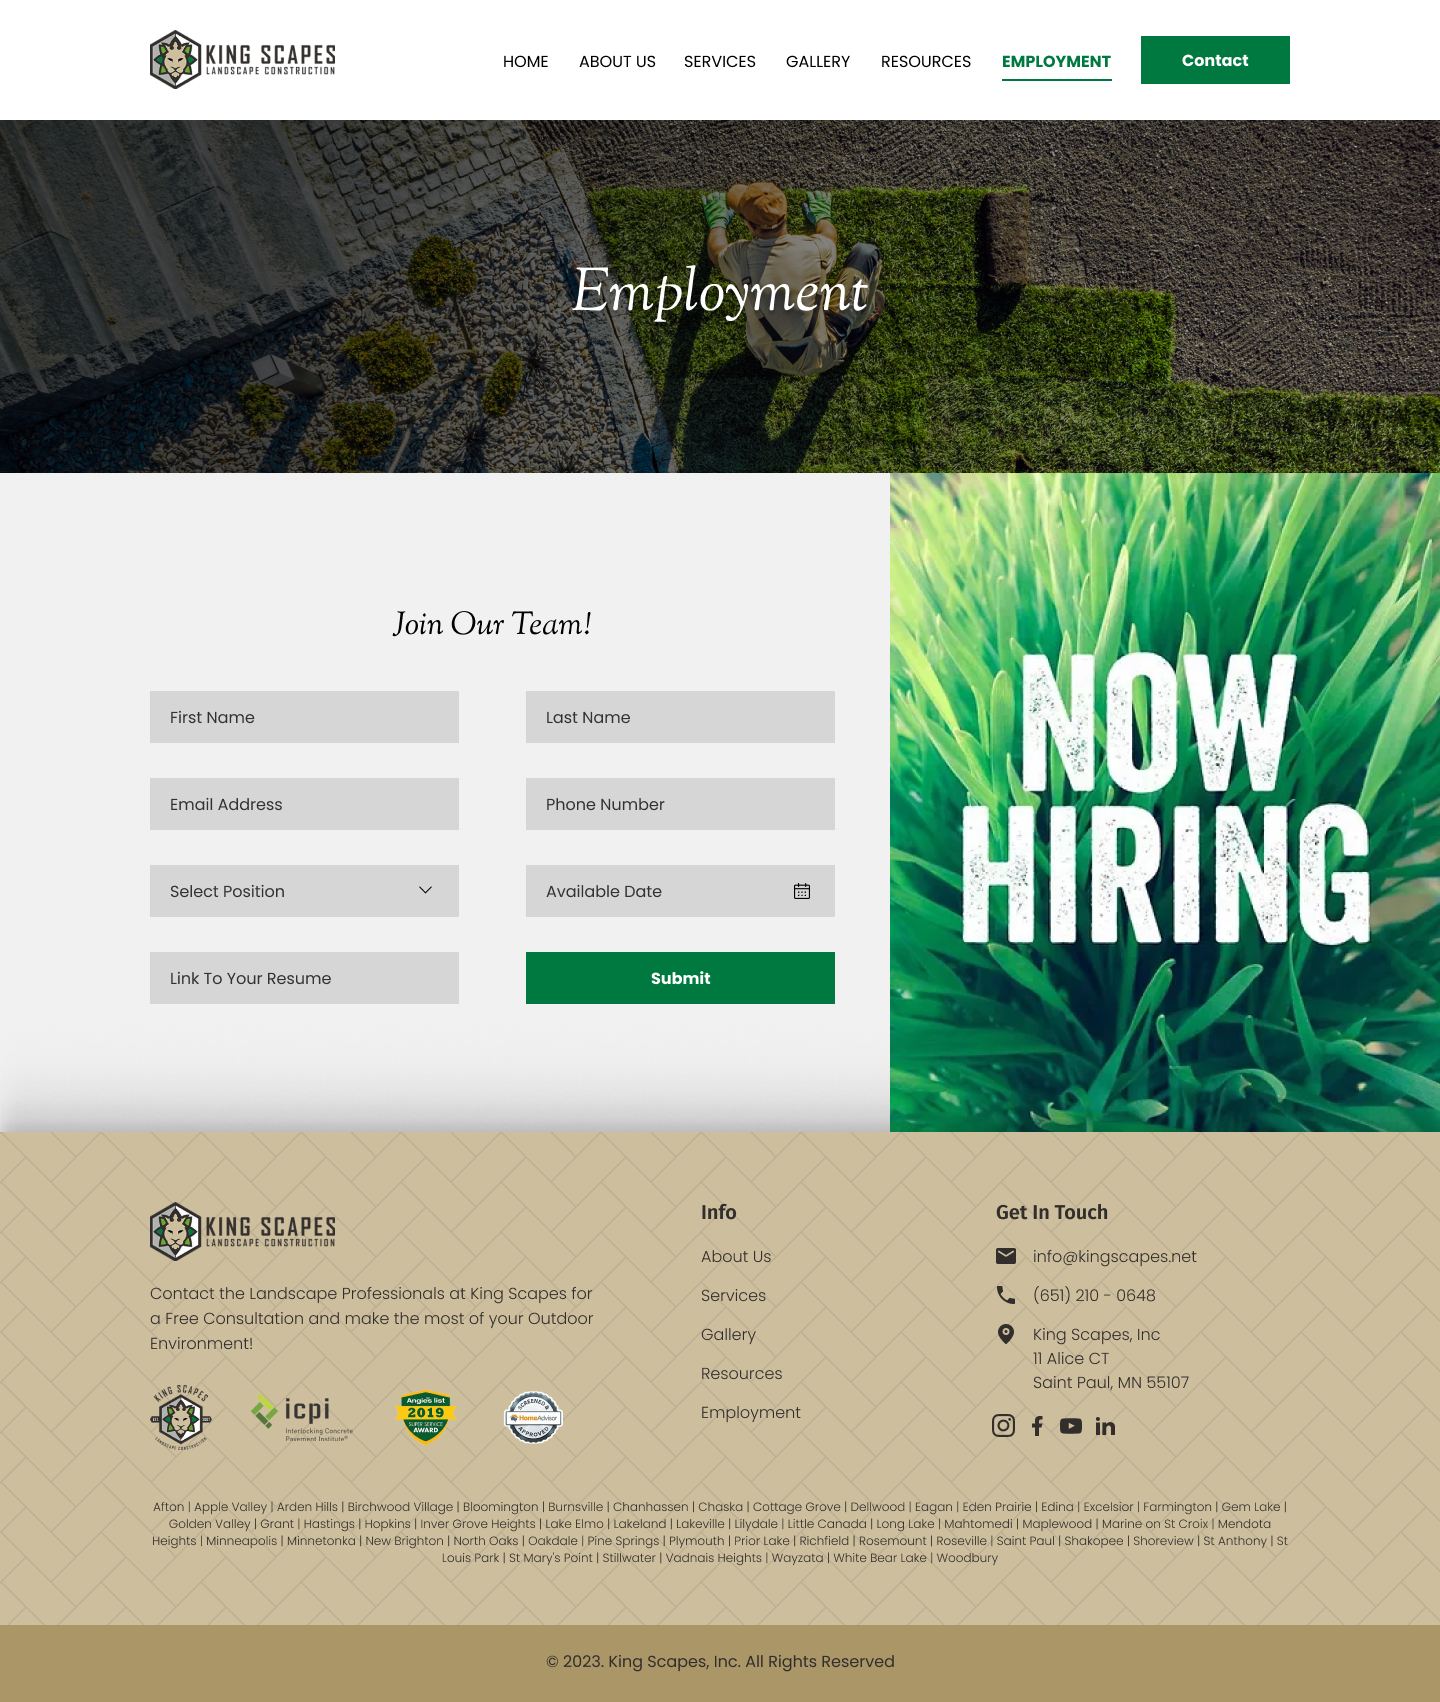 KING SCAPES
LANDSCAPE CONSTRUCTION
HOME ABOUT US SERVICES GALLERY RESOURCES EMPLOYMENT Contact
Employment
Join Our Team!
First Name Last Name
Email Address Phone Number
Select Position Available Date
Link To Your Resume Submit
NOW
HIRING
KING SCAPES
LANDSCAPE CONSTRUCTION
Contact the Landscape Professionals at King Scapes for
a Free Consultation and make the most of your Outdoor
Environment!
KING SCAPES
LANDSCAPE CONSTRUCTION
icpi
Interlocking Concrete
Pavement Institute®
Angie's list
2019
SUPER SERVICE
AWARD
SCREENED &
HomeAdvisor
APPROVED
Info
About Us
Services
Gallery
Resources
Employment
Get In Touch
info@kingscapes.net
(651) 210 - 0648
King Scapes, Inc
11 Alice CT
Saint Paul, MN 55107
Afton | Apple Valley | Arden Hills | Birchwood Village | Bloomington | Burnsville | Chanhassen | Chaska | Cottage Grove | Dellwood | Eagan | Eden Prairie | Edina | Excelsior | Farmington | Gem Lake |
Golden Valley | Grant | Hastings | Hopkins | Inver Grove Heights | Lake Elmo | Lakeland | Lakeville | Lilydale | Little Canada | Long Lake | Mahtomedi | Maplewood | Marine on St Croix | Mendota
Heights | Minneapolis | Minnetonka | New Brighton | North Oaks | Oakdale | Pine Springs | Plymouth | Prior Lake | Richfield | Rosemount | Roseville | Saint Paul | Shakopee | Shoreview | St Anthony | St
Louis Park | St Mary's Point | Stillwater | Vadnais Heights | Wayzata | White Bear Lake | Woodbury
© 2023. King Scapes, Inc. All Rights Reserved